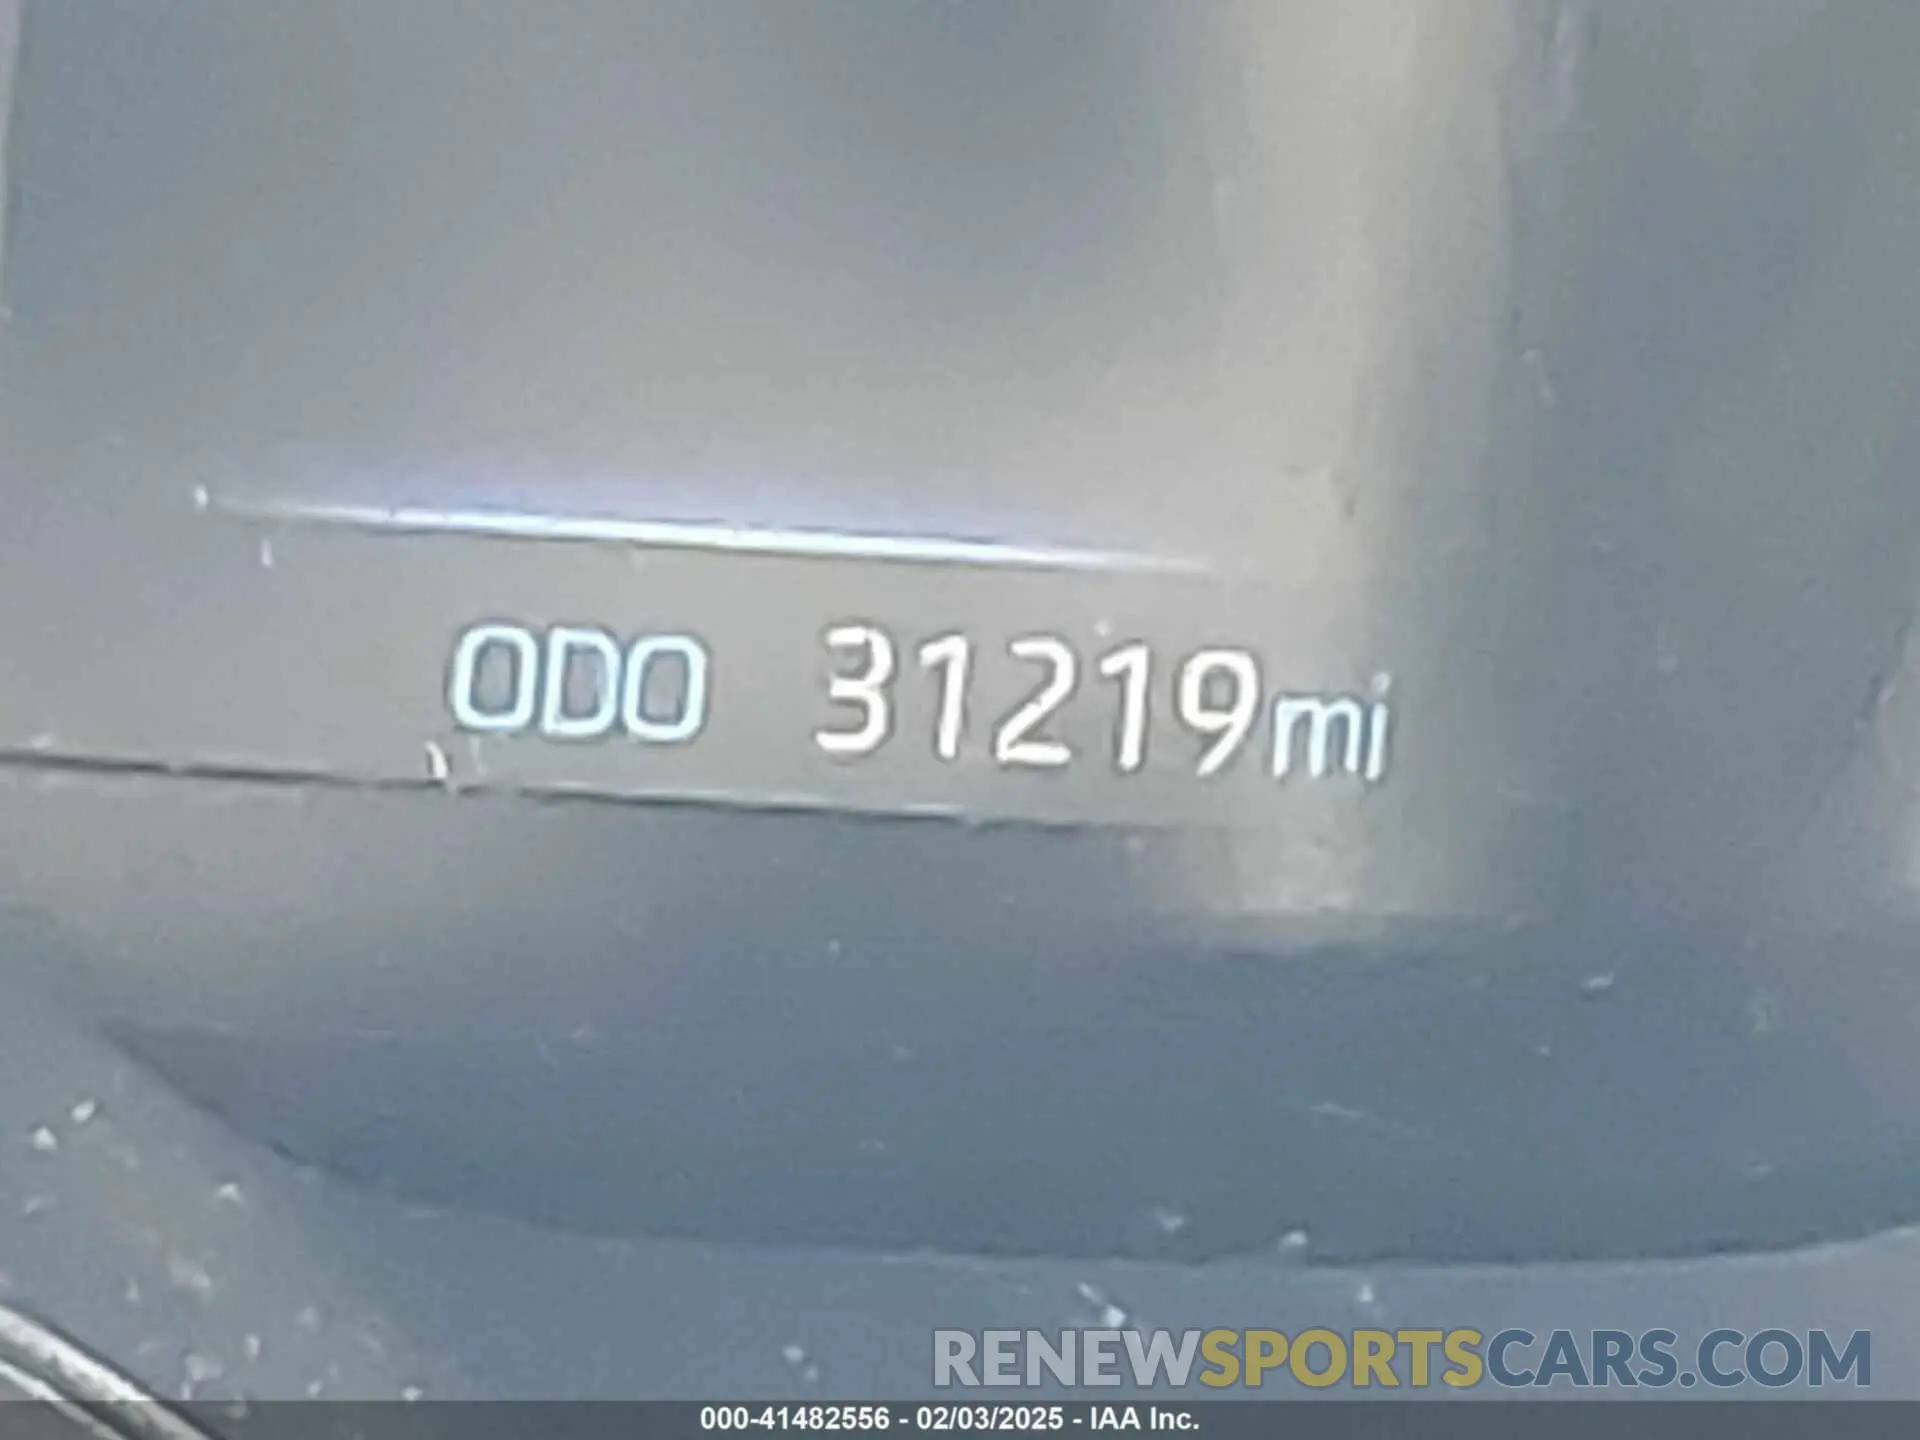 ODO 31219mi
RENEWSPORTSCARS.COM
000-41482556 - 02/03/2025 - IAA Inc.